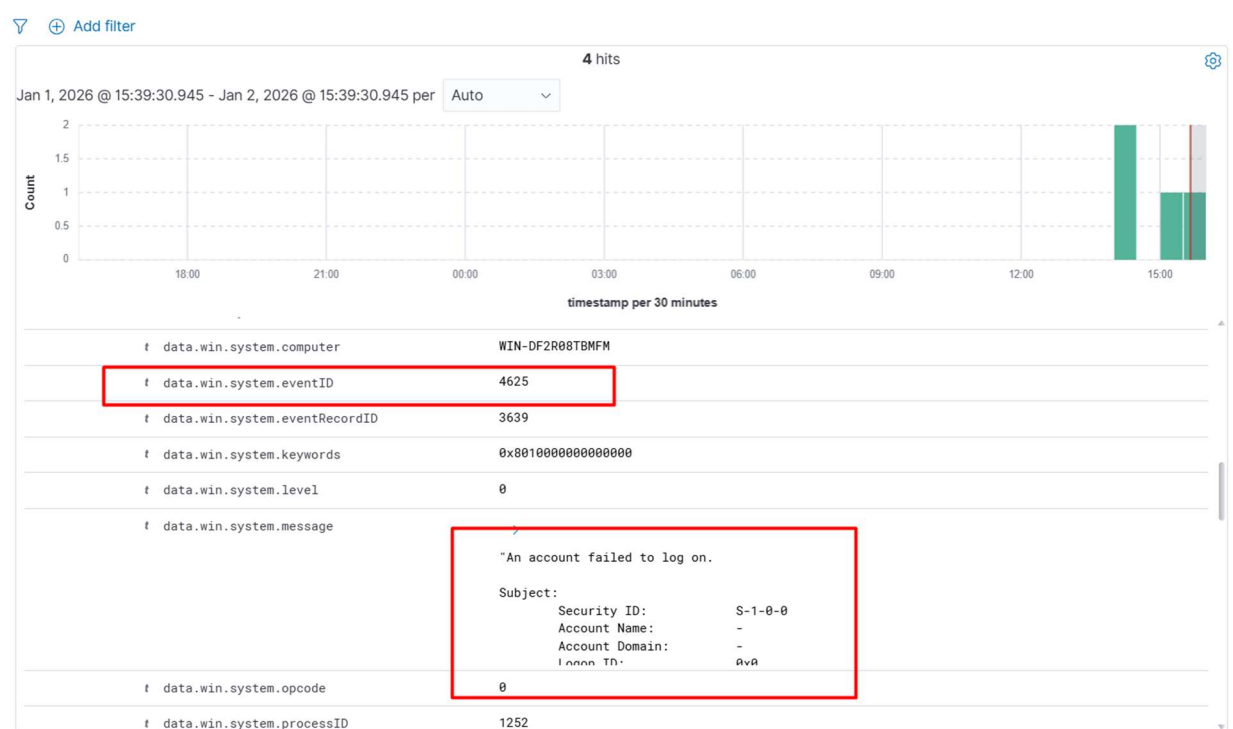 Add filter
4 hits
Jan 1, 2026 @ 15:39:30.945 - Jan 2, 2026 @ 15:39:30.945 per Auto
2
1.5
1
0.5
0
Count
18:00 21:00 00:00 03:00 06:00 09:00 12:00 15:00
timestamp per 30 minutes
t data.win.system.computer WIN-DF2R08TBMFM
t data.win.system.eventID 4625
t data.win.system.eventRecordID 3639
t data.win.system.keywords 0x8010000000000000
t data.win.system.level 0
t data.win.system.message
"An account failed to log on.
Subject:
Security ID: S-1-0-0
Account Name: -
Account Domain: -
Logon ID: 0x0
t data.win.system.opcode 0
t data.win.system.processID 1252